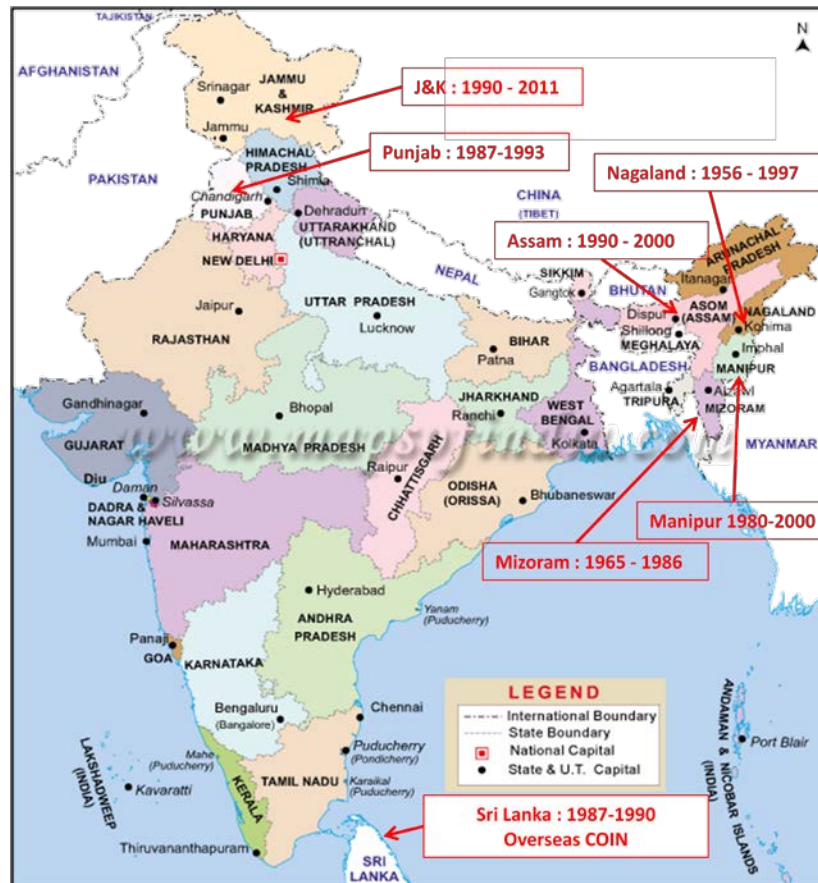 TAJIKISTAN
AFGHANISTAN
N
JAMMU
&
KASHMIR
Srinagar
Jammu
J&K : 1990 - 2011
HIMACHAL
PRADESH
Shimla
Punjab : 1987-1993
Nagaland : 1956 - 1997
PAKISTAN
Chandigarh
PUNJAB
Dehradun
UTTARAKHAND
(UTTRANCHAL)
CHINA
(TIBET)
HARYANA
NEW DELHI
Assam : 1990 - 2000
ARUNACHAL
PRADESH
Itanagar
NEPAL
SIKKIM
Gangtok
BHUTAN
Jaipur
RAJASTHAN
UTTAR PRADESH
Lucknow
Dispur
ASOM
(ASSAM)
NAGALAND
Kohima
Shillong
MEGHALAYA
BIHAR
Patna
Imphal
MANIPUR
BANGLADESH
Gandhinagar
GUJARAT
Bhopal
MADHYA PRADESH
JHARKHAND
Ranchi
WEST
BENGAL
Kolkata
Agartala
TRIPURA
Aizawl
MIZORAM
MYANMAR
www.mapsofindia.com
Raipur
CHHATTISGARH
Diu
Daman
Silvassa
DADRA &
NAGAR HAVELI
ODISHA
(ORISSA)
Bhubaneswar
Manipur 1980-2000
Mumbai
MAHARASHTRA
Mizoram : 1965 - 1986
Hyderabad
ANDHRA
PRADESH
Yanam
(Puducherry)
Panaji
GOA
KARNATAKA
Bengaluru
(Bangalore)
Chennai
LEGEND
International Boundary
State Boundary
National Capital
State & U.T. Capital
ANDAMAN & NICOBAR ISLANDS
(INDIA)
Port Blair
Mahe
(Puducherry)
Puducherry
(Pondicherry)
LAKSHADWEEP
(INDIA)
Kavaratti
KERALA
TAMIL NADU
Karaikal
(Puducherry)
Sri Lanka : 1987-1990
Overseas COIN
Thiruvananthapuram
SRI
LANKA